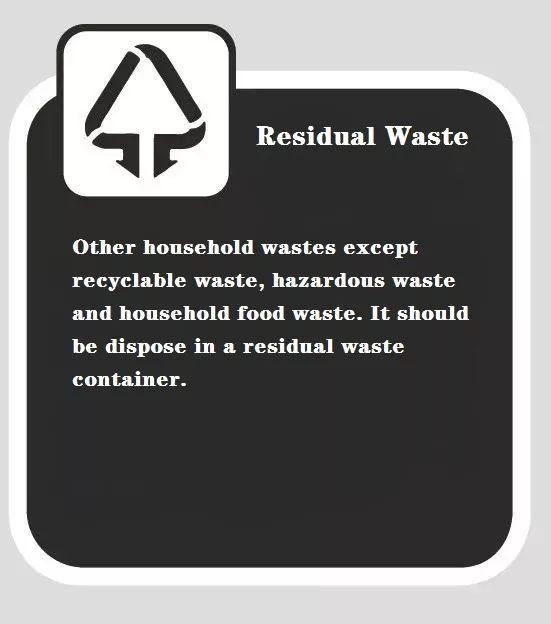 Residual Waste
Other household wastes except
recyclable waste, hazardous waste
and household food waste. It should
be dispose in a residual waste
container.